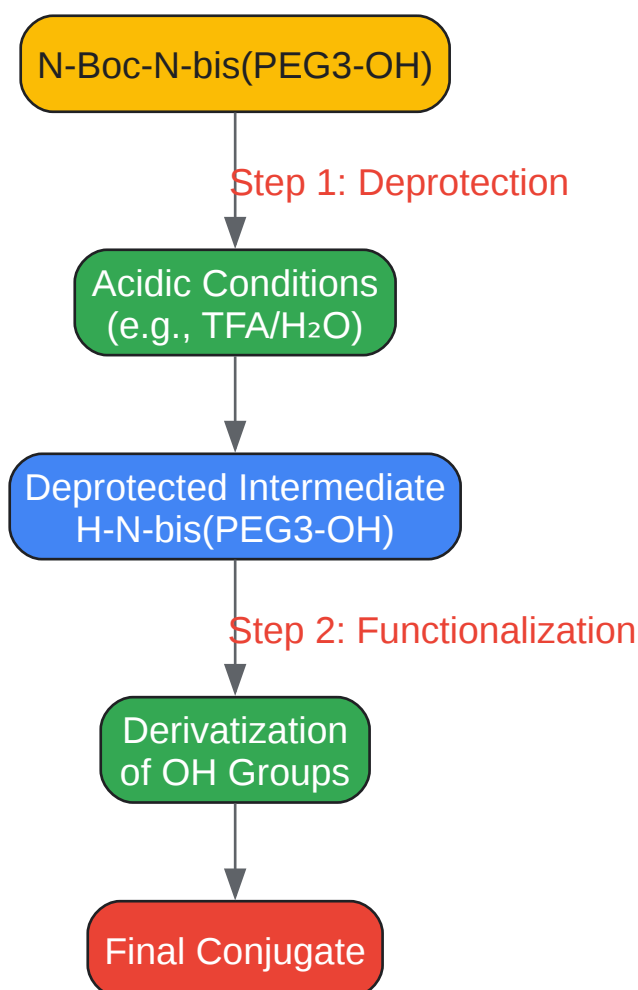 N-Boc-N-bis(PEG3-OH)
Step 1: Deprotection
Acidic Conditions
(e.g., TFA/H₂O)
Deprotected Intermediate
H-N-bis(PEG3-OH)
Step 2: Functionalization
Derivatization
of OH Groups
Final Conjugate